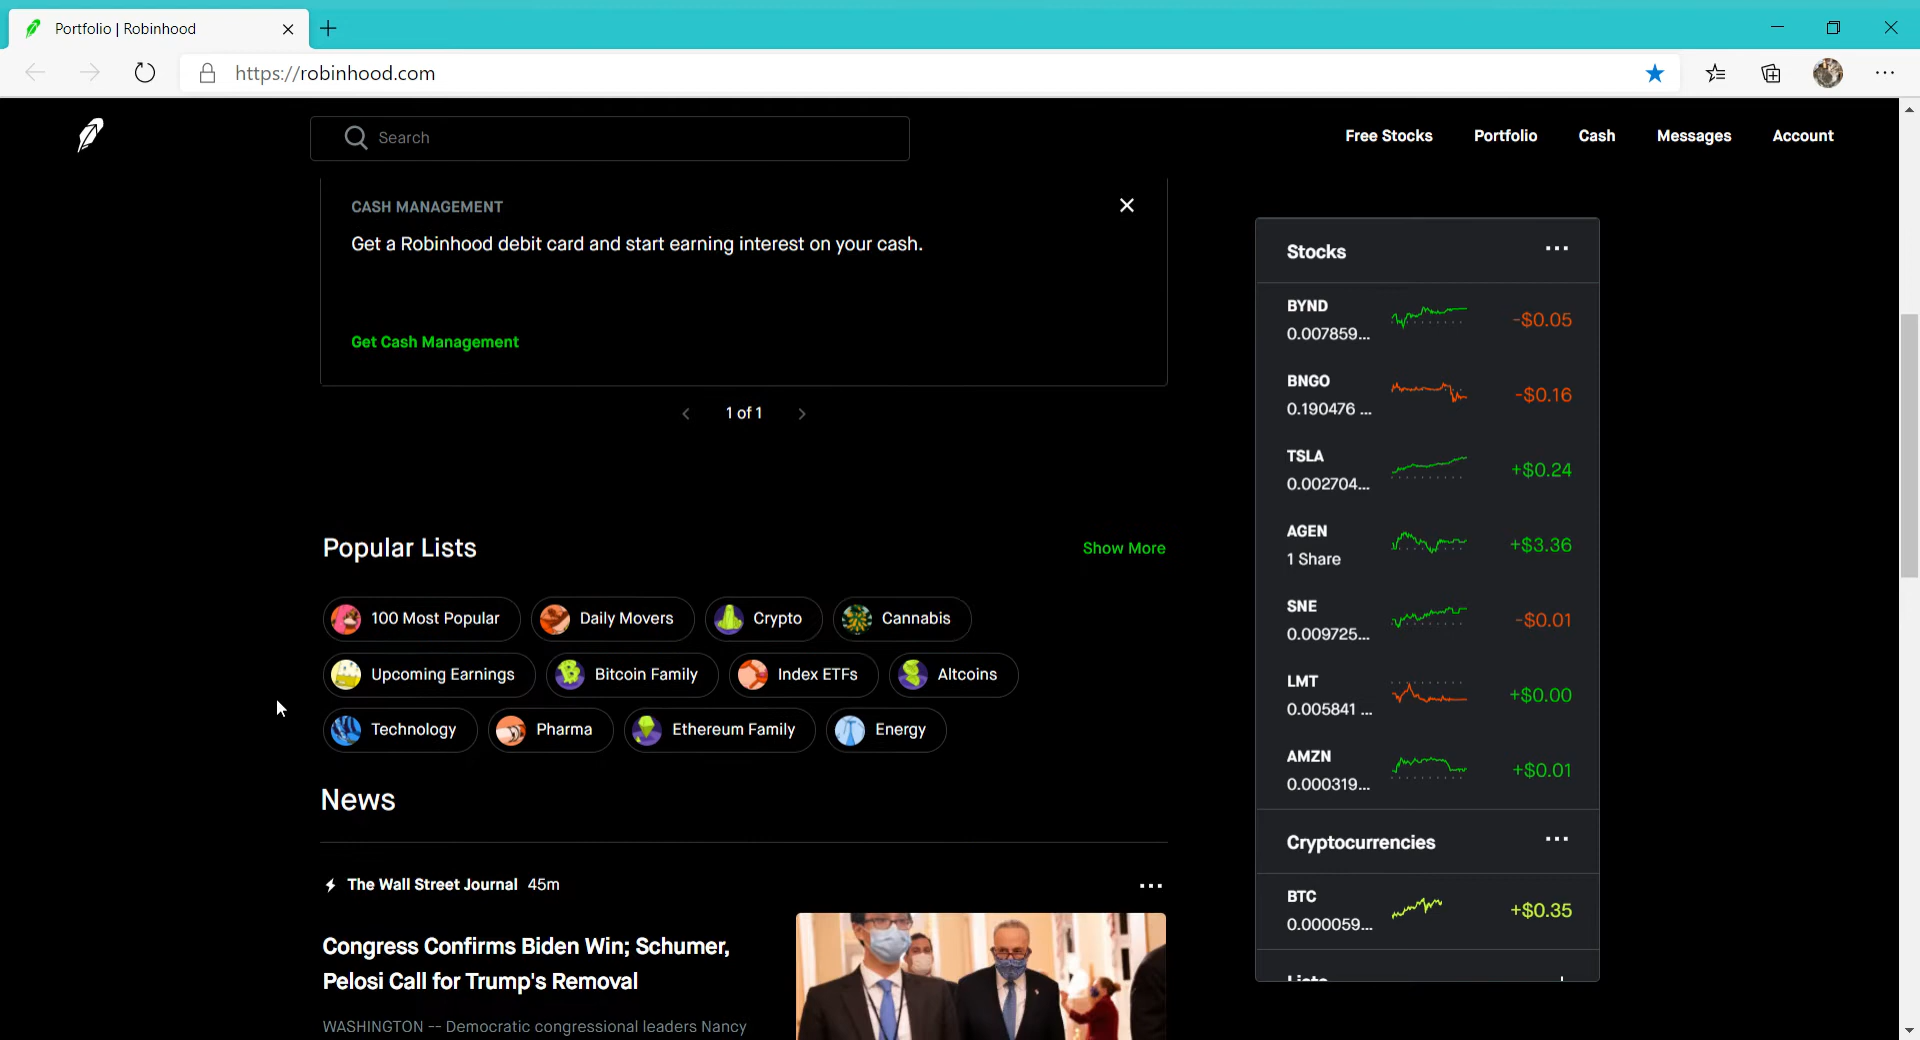 Portfolio | Robinhood
https://robinhood.com
Search
Free Stocks Portfolio Cash Messages Account
CASH MANAGEMENT
Get a Robinhood debit card and start earning interest on your cash.
Get Cash Management
1 of 1
Popular Lists
Show More
100 Most Popular Daily Movers Crypto Cannabis
Upcoming Earnings Bitcoin Family Index ETFs Altcoins
Technology Pharma Ethereum Family Energy
News
The Wall Street Journal 45m
Congress Confirms Biden Win; Schumer,
Pelosi Call for Trump's Removal
WASHINGTON -- Democratic congressional leaders Nancy
Stocks
BYND
0.007859...
-$0.05
BNGO
0.190476 ...
-$0.16
TSLA
0.002704...
+$0.24
AGEN
1 Share
+$3.36
SNE
0.009725...
-$0.01
LMT
0.005841 ...
+$0.00
AMZN
0.000319...
+$0.01
Cryptocurrencies
BTC
0.000059...
+$0.35
Lists